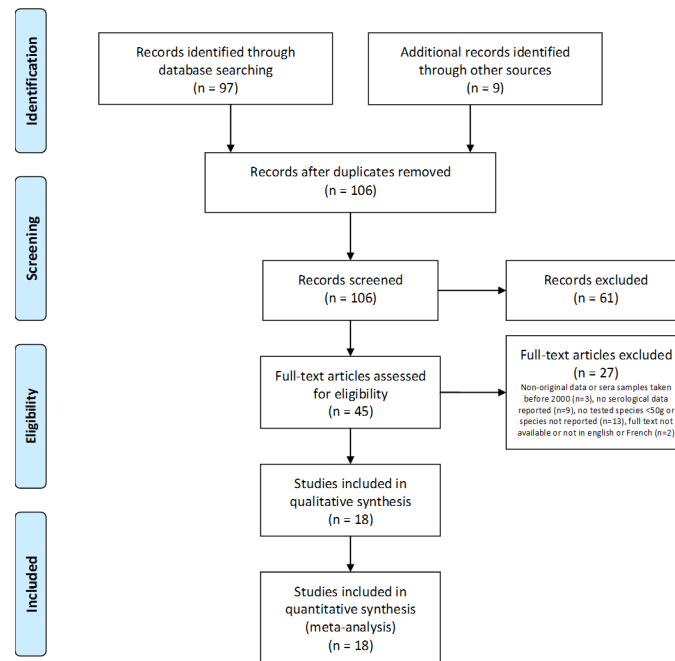 Identification
Records identified through
database searching
(n = 97)
Additional records identified
through other sources
(n = 9)
Records after duplicates removed
(n = 106)
Screening
Records screened
(n = 106)
Records excluded
(n = 61)
Eligibility
Full-text articles assessed
for eligibility
(n = 45)
Full-text articles excluded
(n = 27)
Non-original data or sera samples taken
before 2000 (n=3), no serological data
reported (n=9), no tested species <50g or
species not reported (n=13), full text not
available or not in english or French (n=2)
Studies included in
qualitative synthesis
(n = 18)
Included
Studies included in
quantitative synthesis
(meta-analysis)
(n = 18)